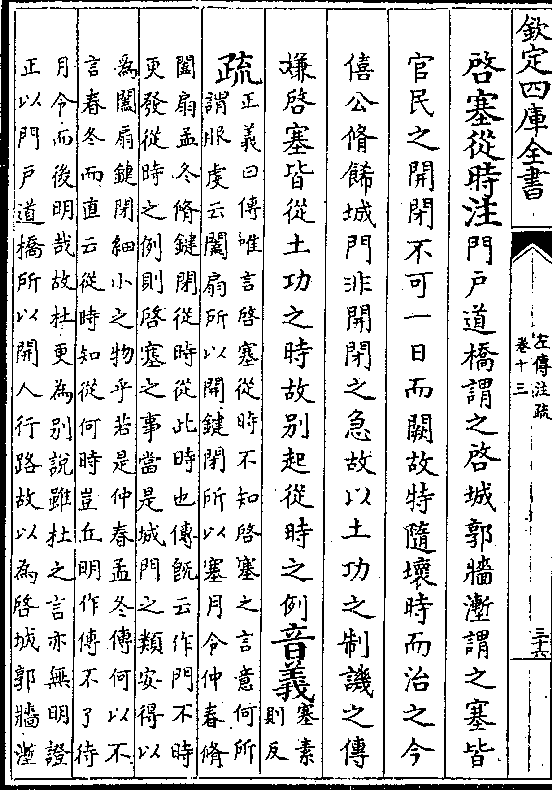 欽定四庫全書
左傳注疏
卷十三
三十六
啓塞從時注門戶道橋謂之啓城郭牆塹謂之塞皆
官民之開閉不可一日而闕故特隨壞時而治之今
僖公脩飾城門非開閉之急故以土功之制譏之傳
嫌啓塞皆從土功之時故别起從時之例音義塞素
則反
疏正義曰傳唯言啓塞從時不知啓塞之言意何所
謂服虔云闔扇所以開鍵閉所以塞月令仲春脩
闔扇孟冬脩鍵閉從時從此時也傳旣云作門不時
更發從時之例則啓塞之事當是城門之類安得以
為闔扇鍵閉細小之物乎若是仲春孟冬傳何以不
言春冬而直云從時知從何時豈丘明作傳不了待
月令而後明哉故杜更為别說雖杜之言亦無明證
正以門戶道橋所以開人行路故以為啓城郭牆塹